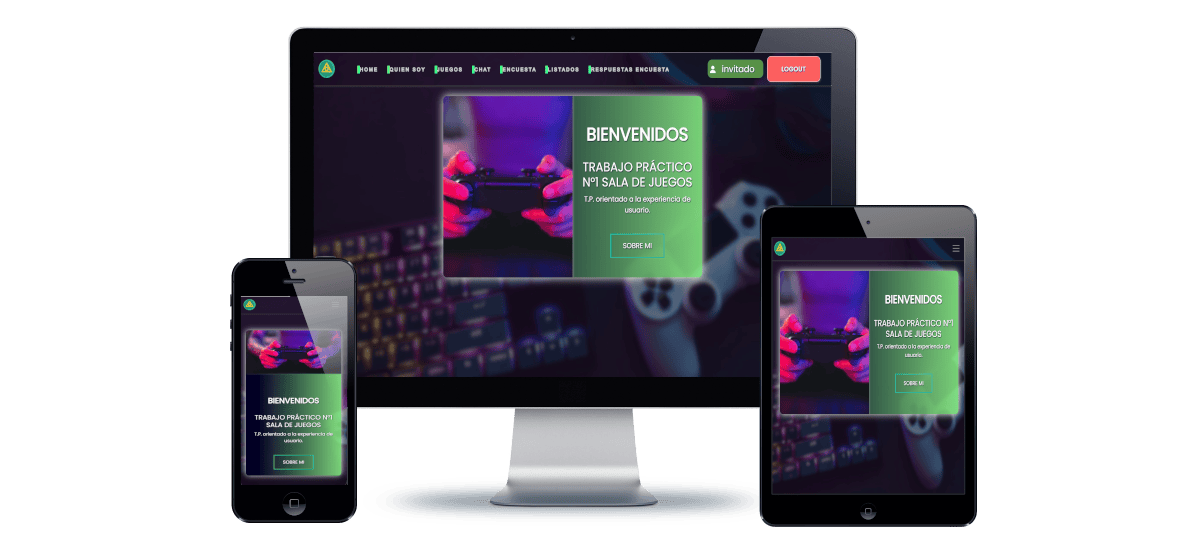 HOME QUIEN SOY JUEGOS CHAT ENCUESTA LISTADOS RESPUESTAS ENCUESTA invitado LOGOUT
BIENVENIDOS
TRABAJO PRÁCTICO
Nº1 SALA DE JUEGOS
T.P. orientado a la experiencia de
usuario.
SOBRE MI
BIENVENIDOS
TRABAJO PRÁCTICO Nº1
SALA DE JUEGOS
T.P. orientado a la experiencia de
usuario.
SOBRE MI
BIENVENIDOS
TRABAJO PRÁCTICO Nº1
SALA DE JUEGOS
T.P. orientado a la experiencia de
usuario.
SOBRE MI